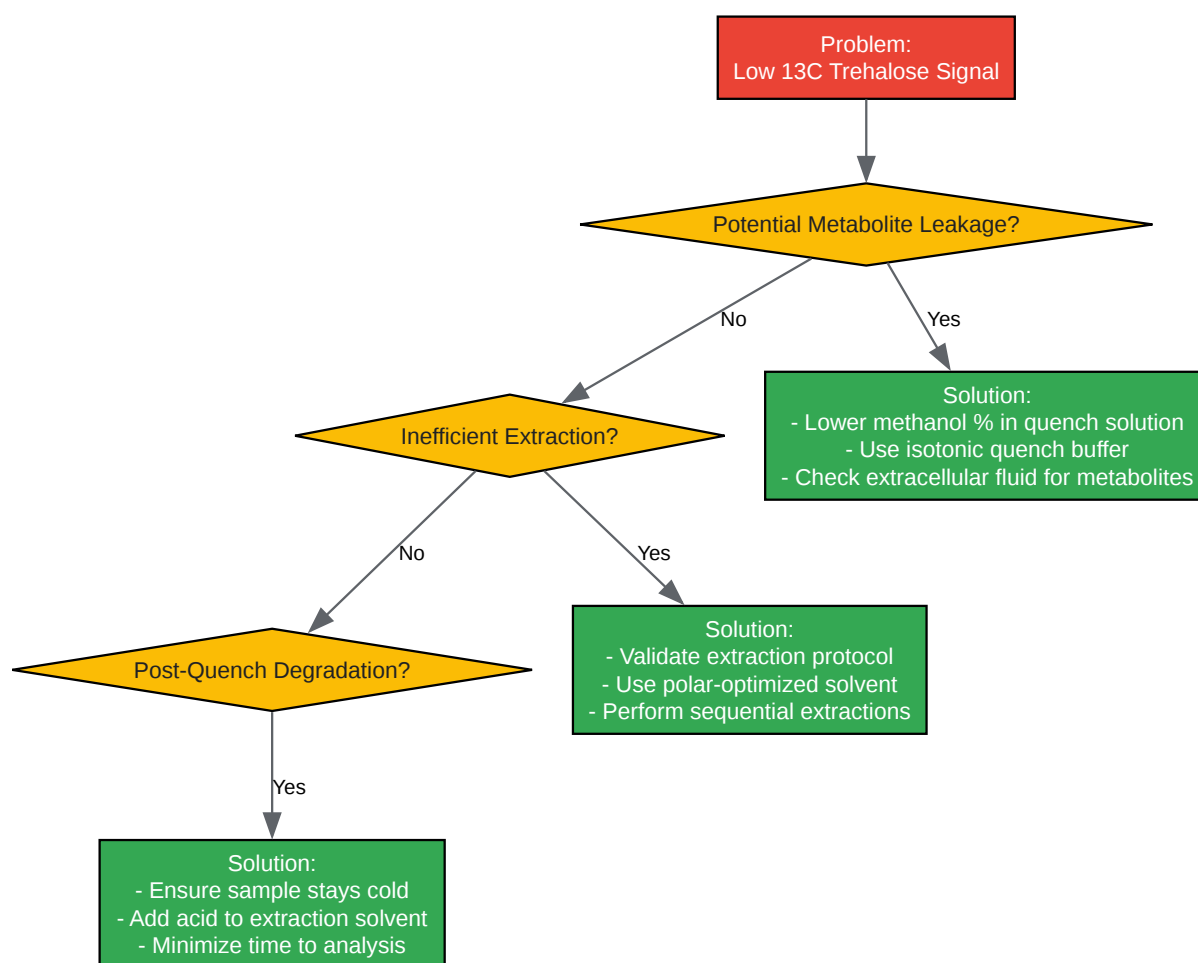 Problem:
Low 13C Trehalose Signal
Potential Metabolite Leakage?
No
Yes
Solution:
- Lower methanol % in quench solution
- Use isotonic quench buffer
- Check extracellular fluid for metabolites
Inefficient Extraction?
No
Yes
Solution:
- Validate extraction protocol
- Use polar-optimized solvent
- Perform sequential extractions
Post-Quench Degradation?
Yes
Solution:
- Ensure sample stays cold
- Add acid to extraction solvent
- Minimize time to analysis